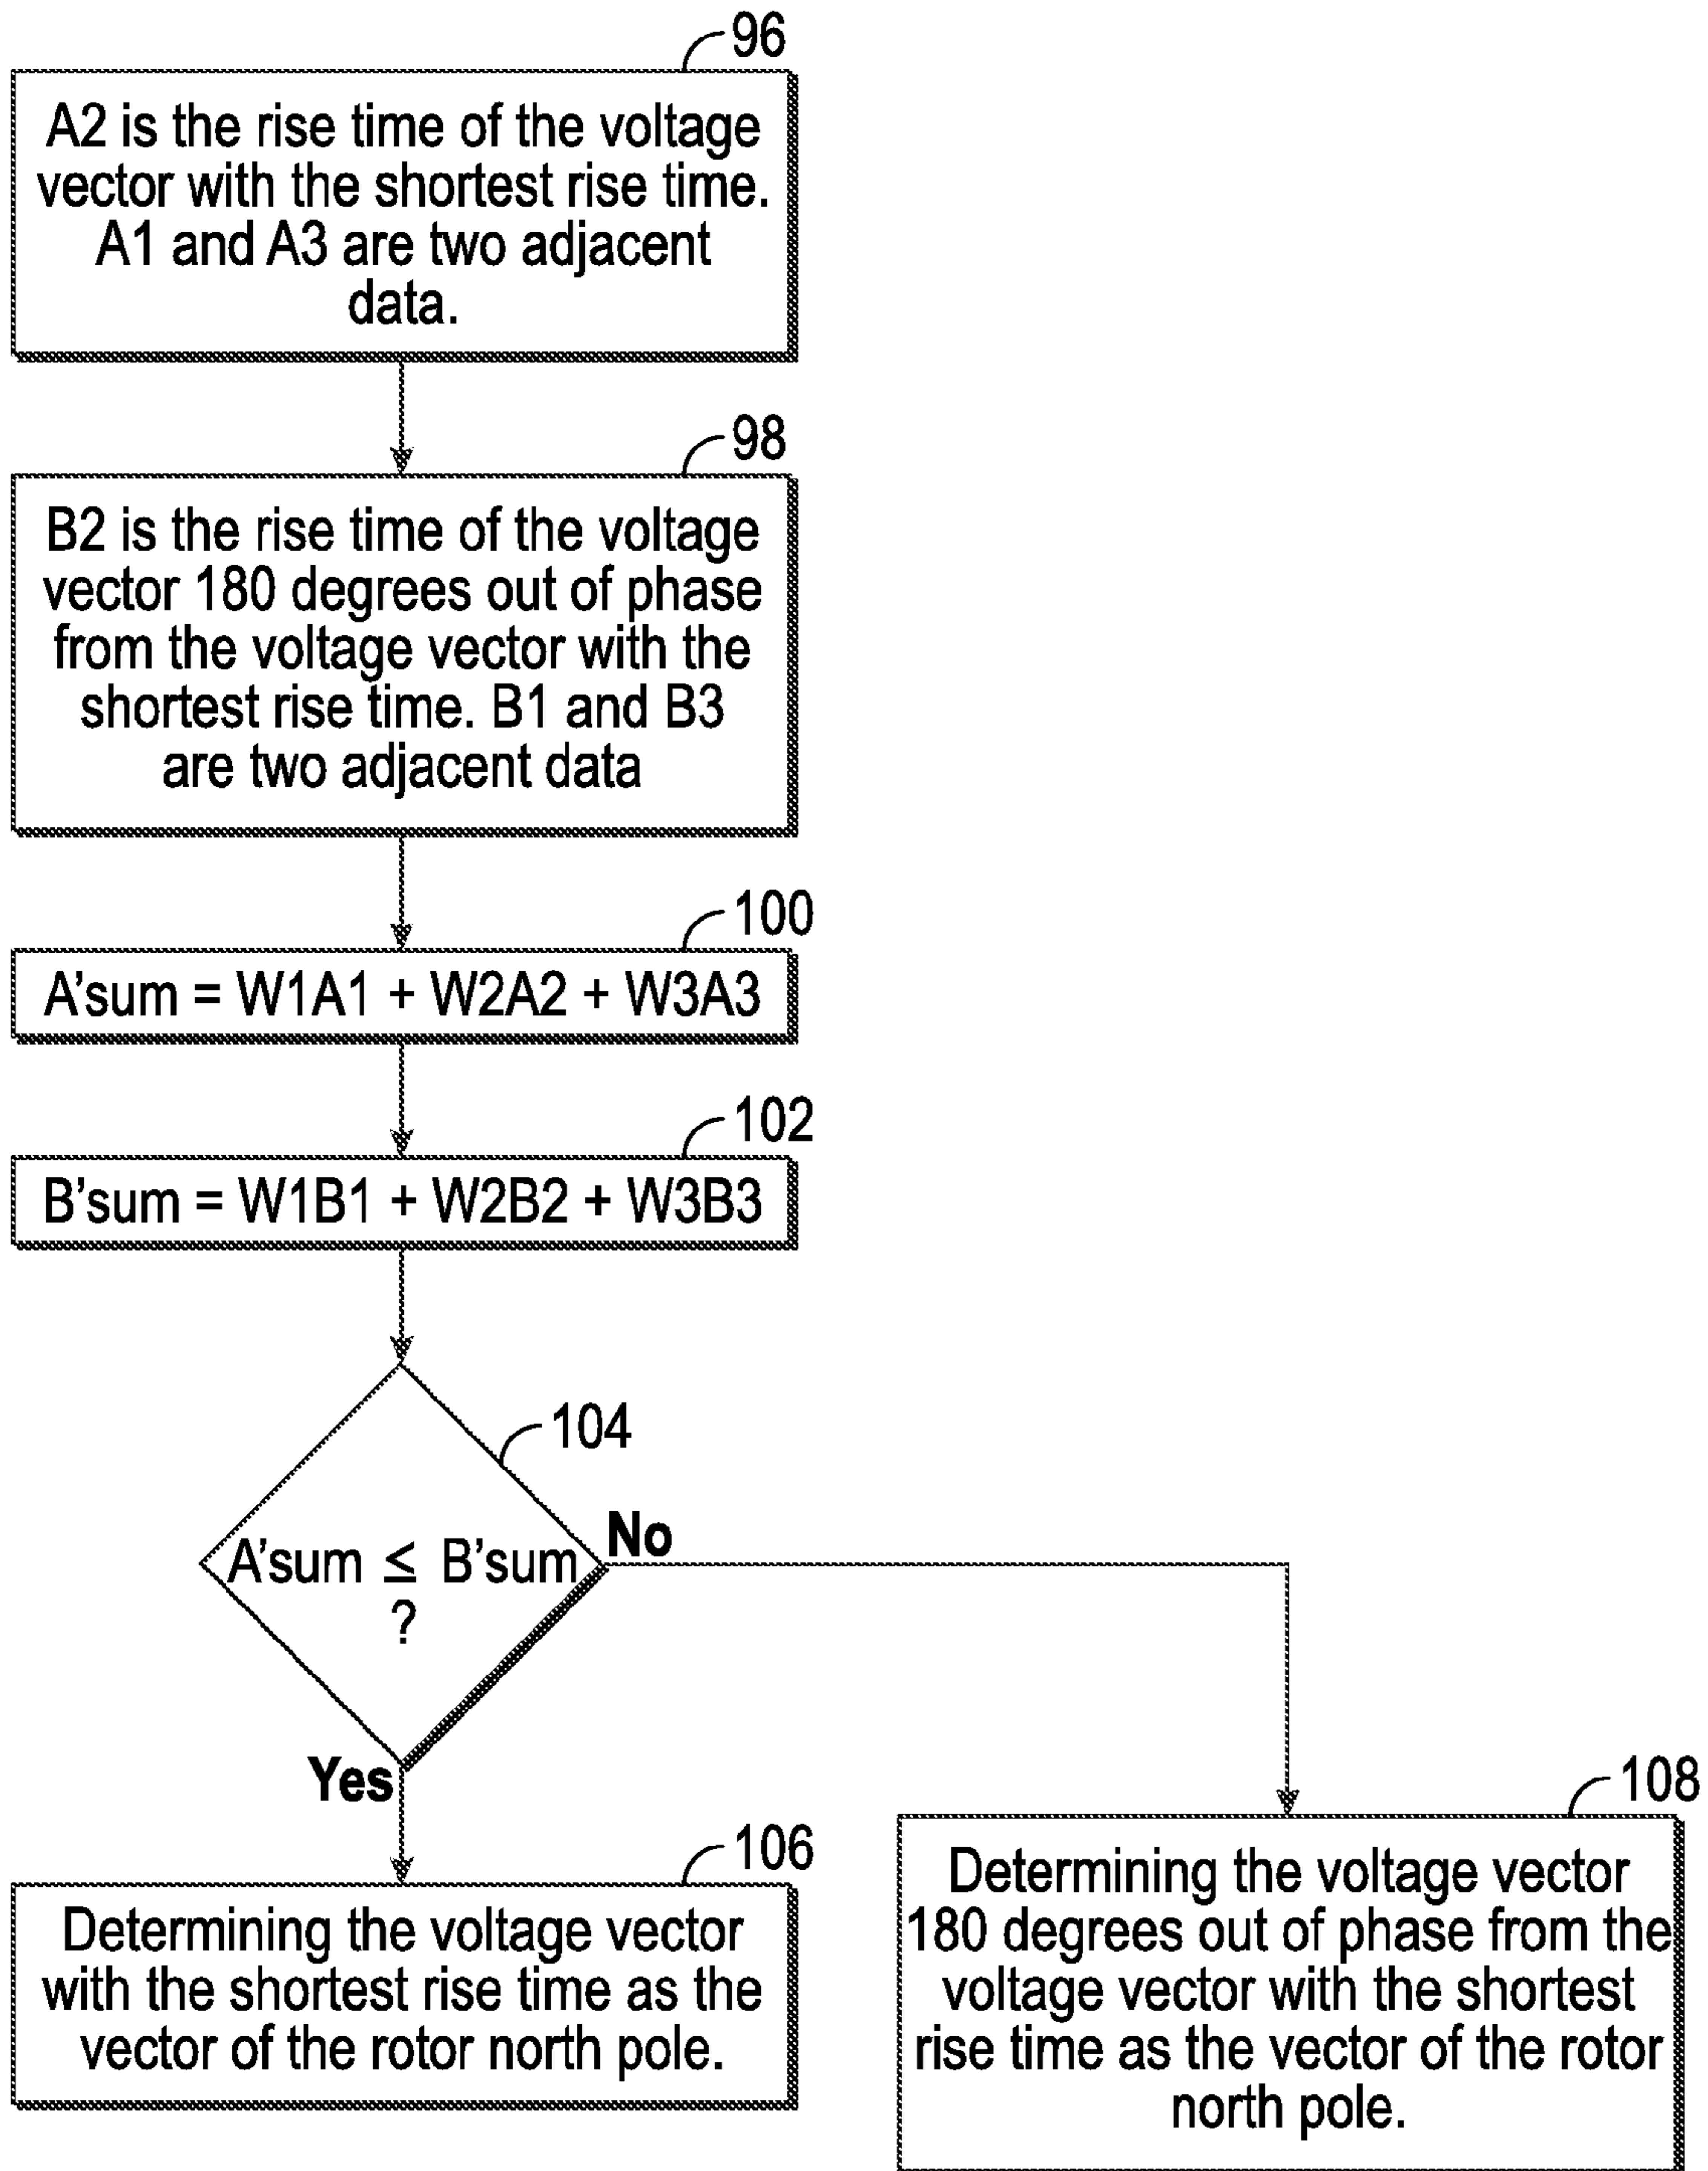 96
A2 is the rise time of the voltage
vector with the shortest rise time.
A1 and A3 are two adjacent
data.
98
B2 is the rise time of the voltage
vector 180 degrees out of phase
from the voltage vector with the
shortest rise time. B1 and B3
are two adjacent data
100
A'sum = W1A1 + W2A2 + W3A3
102
B'sum = W1B1 + W2B2 + W3B3
104
A'sum ≤ B'sum
?
No
Yes
106
Determining the voltage vector
with the shortest rise time as the
vector of the rotor north pole.
108
Determining the voltage vector
180 degrees out of phase from the
voltage vector with the shortest
rise time as the vector of the rotor
north pole.